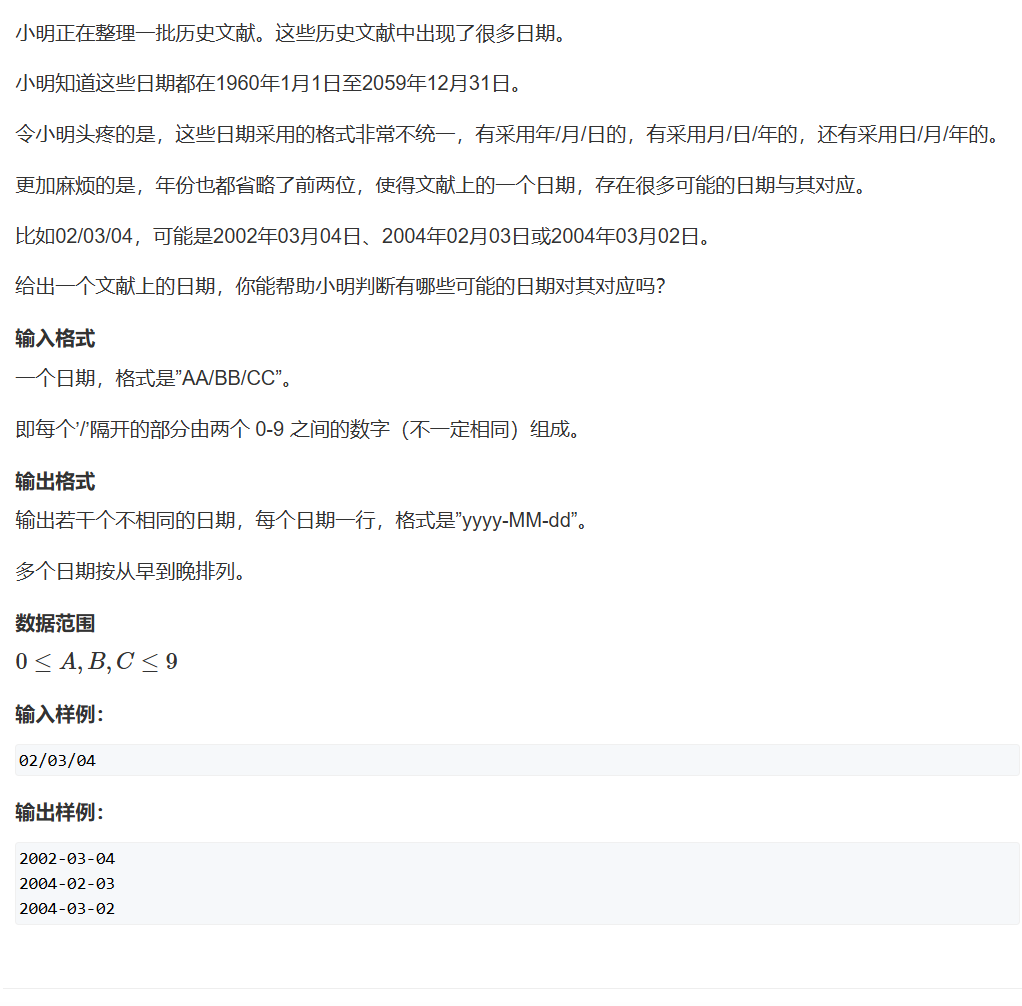 小明正在整理一批历史文献。这些历史文献中出现了很多日期。
小明知道这些日期都在1960年1月1日至2059年12月31日。
令小明头疼的是，这些日期采用的格式非常不统一，有采用年/月/日的，有采用月/日/年的，还有采用日/月/年的。
更加麻烦的是，年份也都省略了前两位，使得文献上的一个日期，存在很多可能的日期与其对应。
比如02/03/04，可能是2002年03月04日、2004年02月03日或2004年03月02日。
给出一个文献上的日期，你能帮助小明判断有哪些可能的日期对其对应吗?
输入格式
一个日期，格式是”AA/BB/CC”。
即每个’/’隔开的部分由两个 0-9 之间的数字（不一定相同）组成。
输出格式
输出若干个不相同的日期，每个日期一行，格式是”yyyy-MM-dd”。
多个日期按从早到晚排列。
数据范围
0 ≤ A, B, C ≤ 9
输入样例：
02/03/04
输出样例：
2002-03-04
2004-02-03
2004-03-02